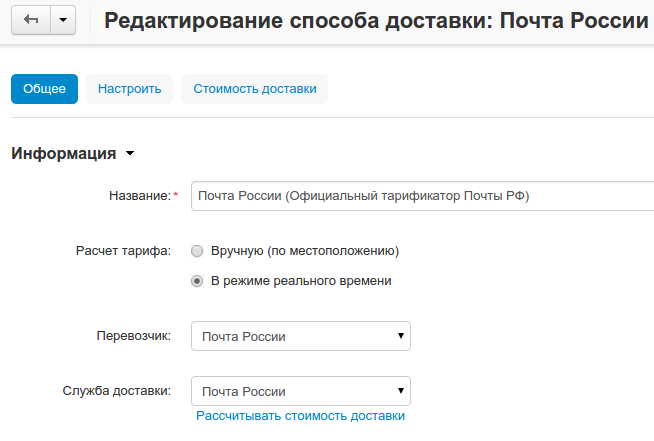 Редактирование способа доставки: Почта России
Общее Настроить Стоимость доставки
Информация
Название:* Почта России (Официальный тарификатор Почты РФ)
Расчет тарифа: Вручную (по местоположению)
В режиме реального времени
Перевозчик: Почта России
Служба доставки: Почта России
Рассчитывать стоимость доставки